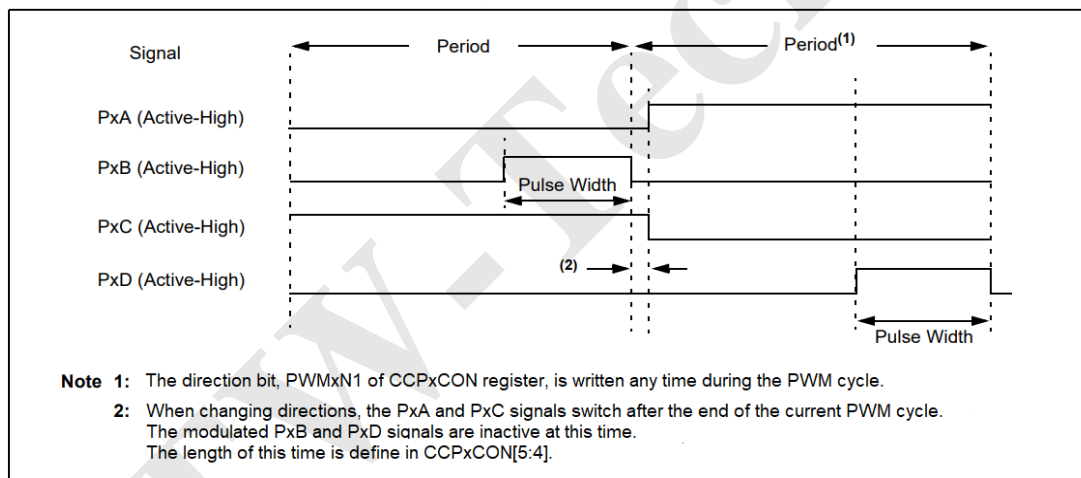 Signal
Period
Period(1)
PxA (Active-High)
PxB (Active-High)
Pulse Width
PxC (Active-High)
(2)
PxD (Active-High)
Pulse Width
Note 1: The direction bit, PWMxN1 of CCPxCON register, is written any time during the PWM cycle.
2: When changing directions, the PxA and PxC signals switch after the end of the current PWM cycle.
The modulated PxB and PxD signals are inactive at this time.
The length of this time is define in CCPxCON[5:4].